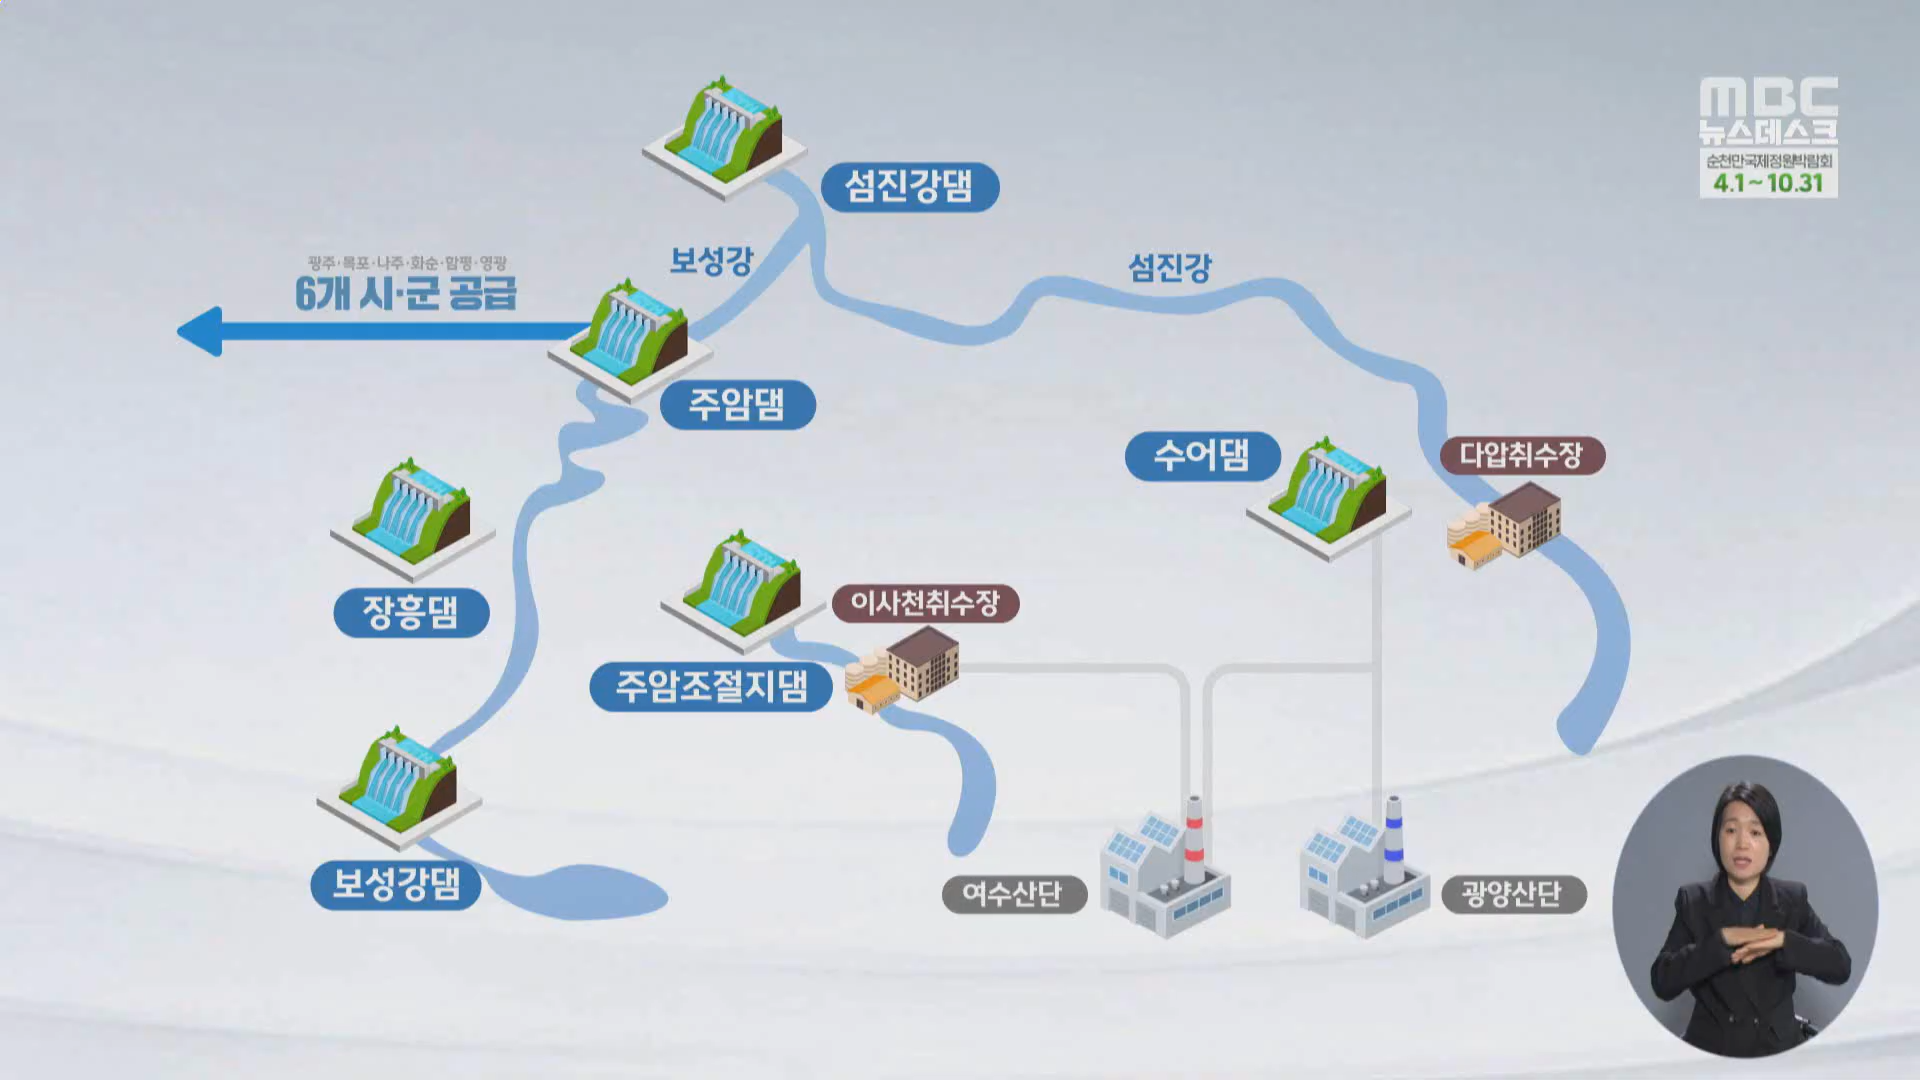 MBC
뉴스데스크
순천만국제정원박람회
4.1~10.31
섬진강댐
보성강
섬진강
광주·목포·나주·화순·함평·영광
6개 시·군 공급
주암댐
수어댐
다압취수장
장흥댐
이사천취수장
주암조절지댐
보성강댐
여수산단
광양산단